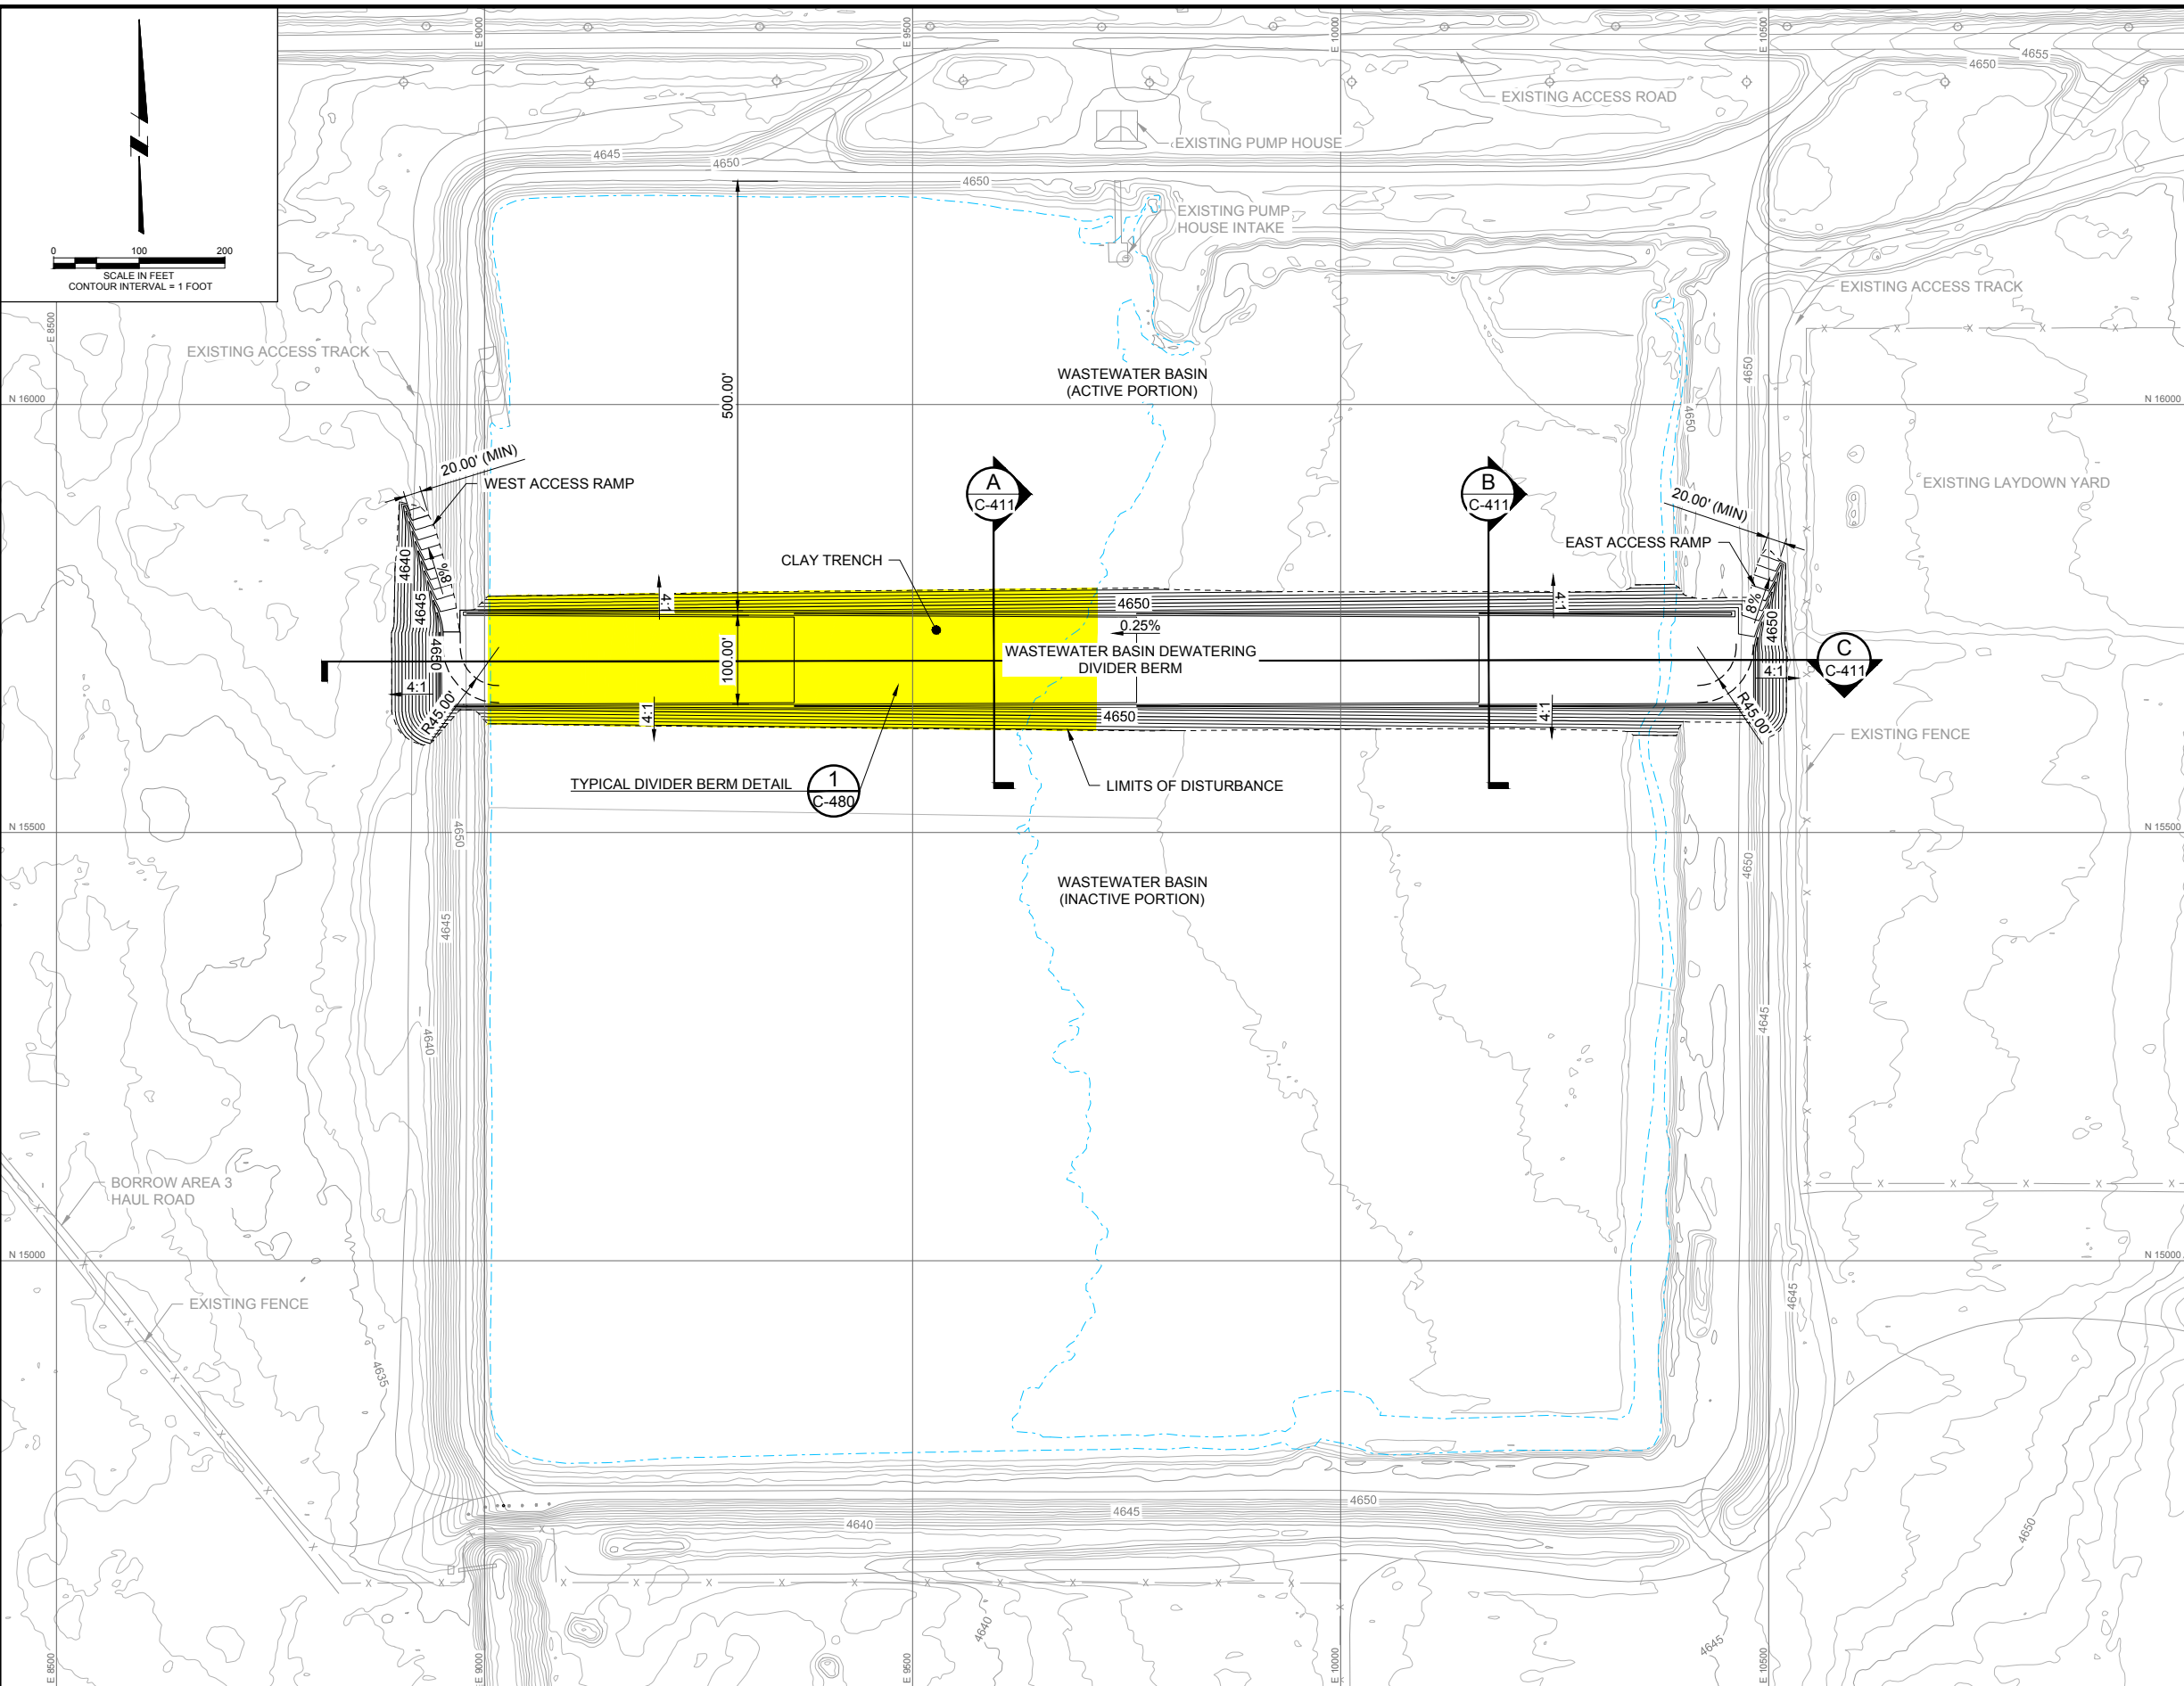 E 9000
E 9500
E 10000
E 10500
4650
4655
EXISTING ACCESS ROAD
EXISTING PUMP HOUSE
4645
4650
4650
EXISTING PUMP
HOUSE INTAKE
0 100 200
SCALE IN FEET
CONTOUR INTERVAL = 1 FOOT
EXISTING ACCESS TRACK
E 8500
EXISTING ACCESS TRACK
WASTEWATER BASIN
(ACTIVE PORTION)
500.00'
4650
4650
N 16000
N 16000
20.00' (MIN)
WEST ACCESS RAMP
A
C-411
B
C-411
20.00' (MIN)
EXISTING LAYDOWN YARD
EAST ACCESS RAMP
CLAY TRENCH
4640
8%
4645
4650
4:1
4:1
4650
4:1
8%
4650
0.25%
100.00'
WASTEWATER BASIN DEWATERING
DIVIDER BERM
C
C-411
4:1
R45.00'
4:1
4650
4:1
R45.00'
EXISTING FENCE
TYPICAL DIVIDER BERM DETAIL
1
C-480
LIMITS OF DISTURBANCE
N 15500
N 15500
4650
4650
WASTEWATER BASIN
(INACTIVE PORTION)
4645
4640
4645
BORROW AREA 3
HAUL ROAD
N 15000
N 15000
EXISTING FENCE
4645
4635
4650
4645
4640
4650
4640
4645
E 8500
E 9000
E 9500
E 10000
E 10500